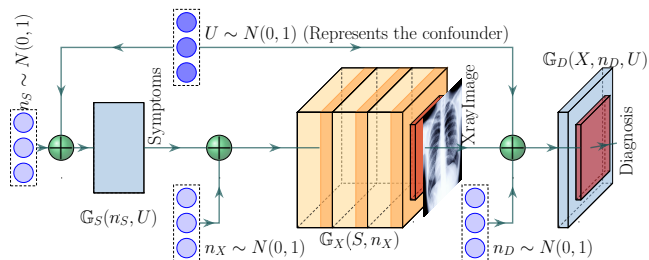 n_S ∼ N(0, 1)
U ∼ N(0, 1) (Represents the confounder)
𝔾_D(X, n_D, U)
Symptoms
XrayImage
Diagnosis
𝔾_S(n_S, U)
n_X ∼ N(0, 1)
𝔾_X(S, n_X)
n_D ∼ N(0, 1)